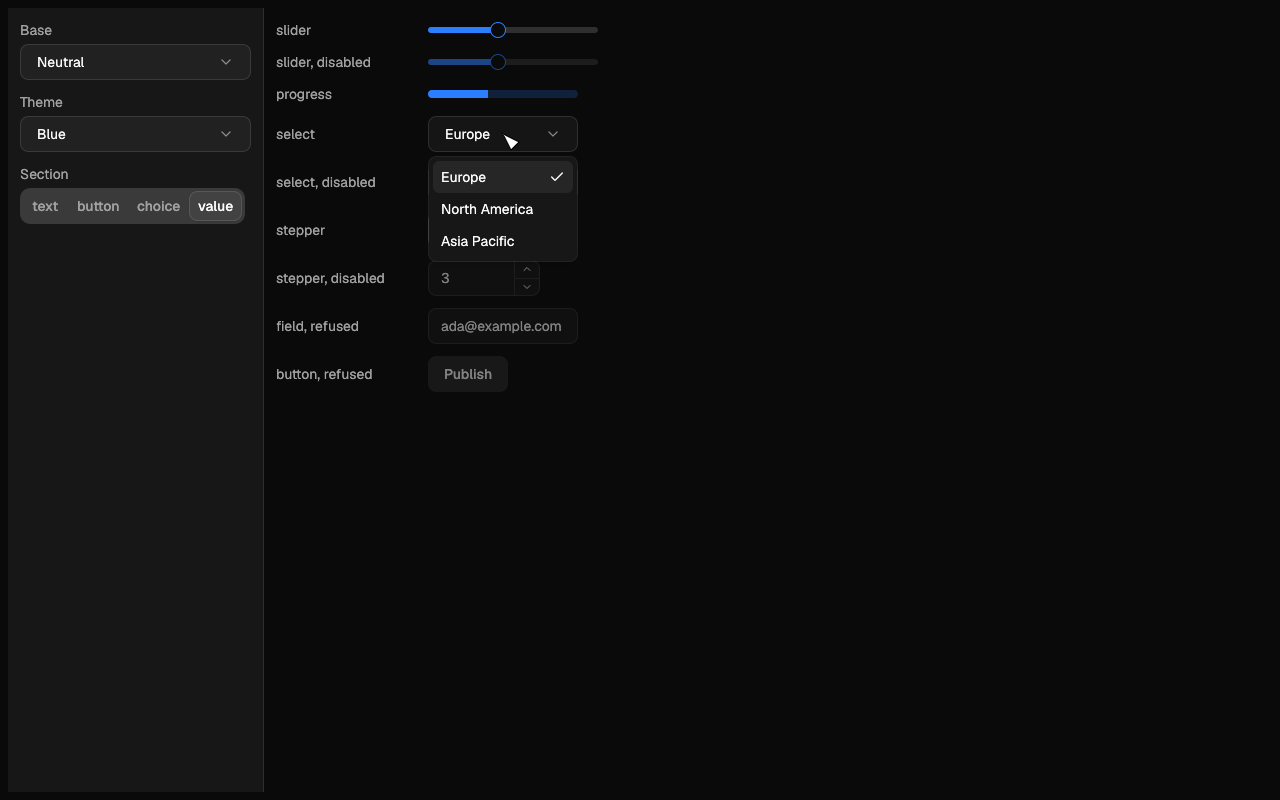 Base
Neutral
Theme
Blue
Section
text button choice value
slider
slider, disabled
progress
select Europe
Europe
select, disabled
North America
stepper
Asia Pacific
stepper, disabled 3
field, refused ada@example.com
button, refused Publish